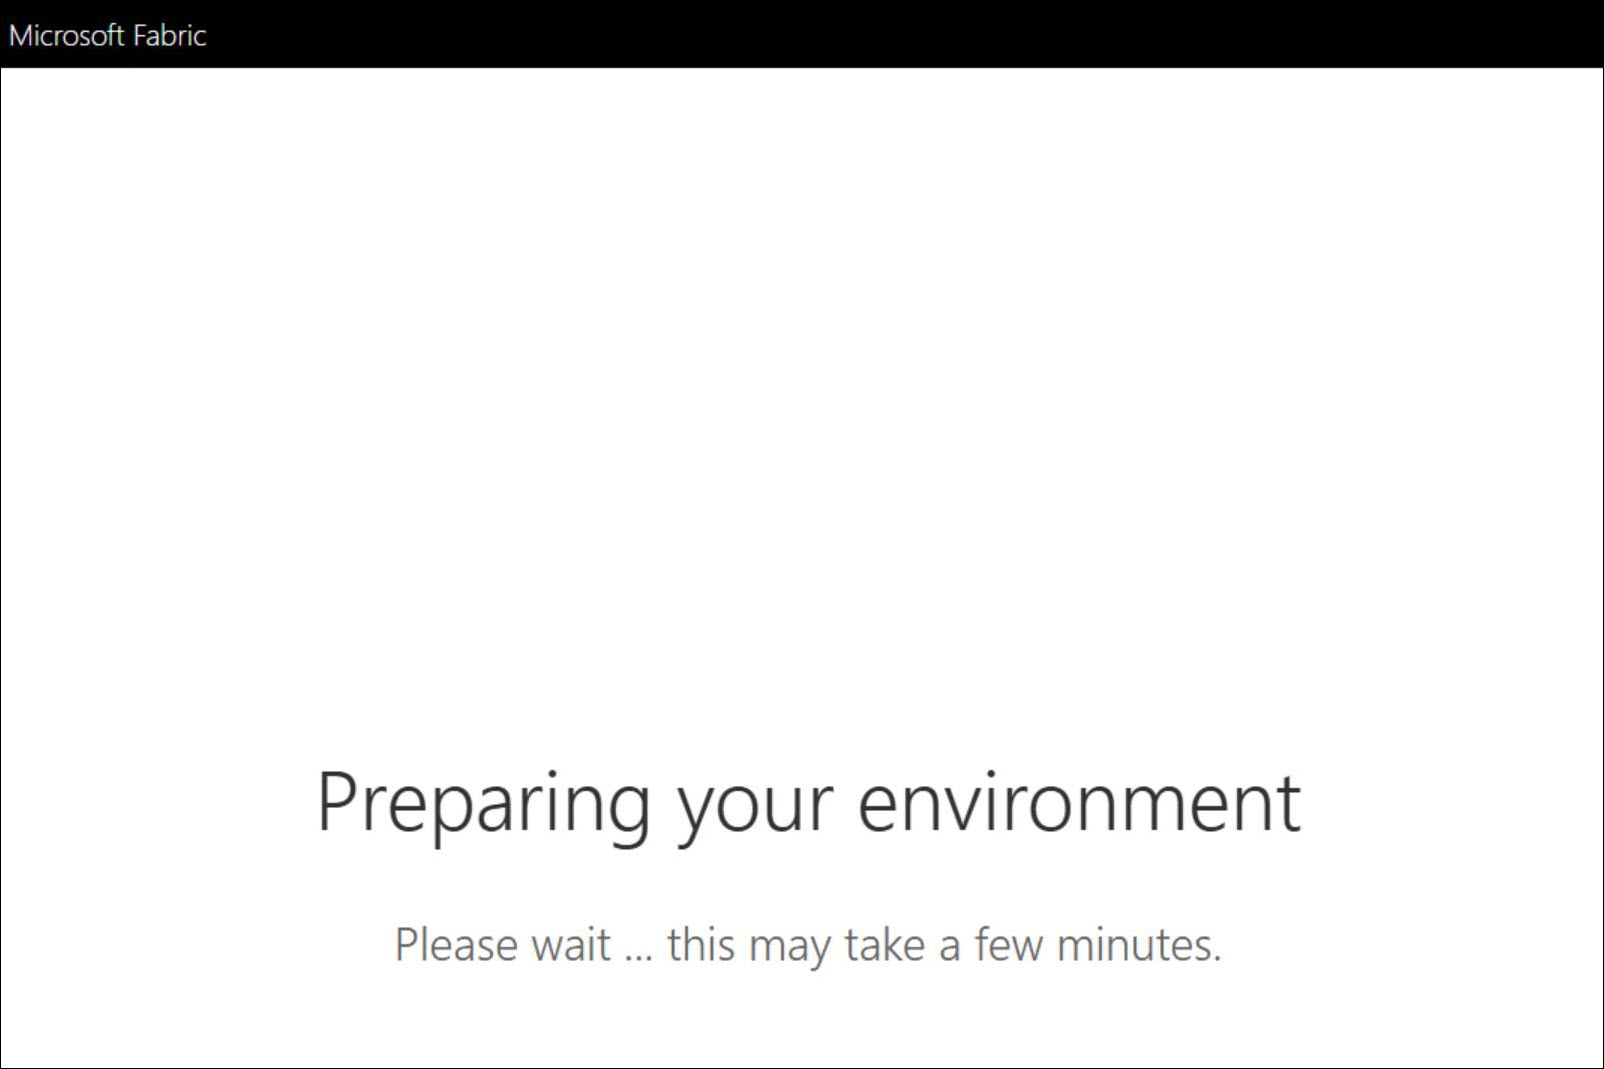 Microsoft Fabric
Preparing your environment
Please wait ... this may take a few minutes.